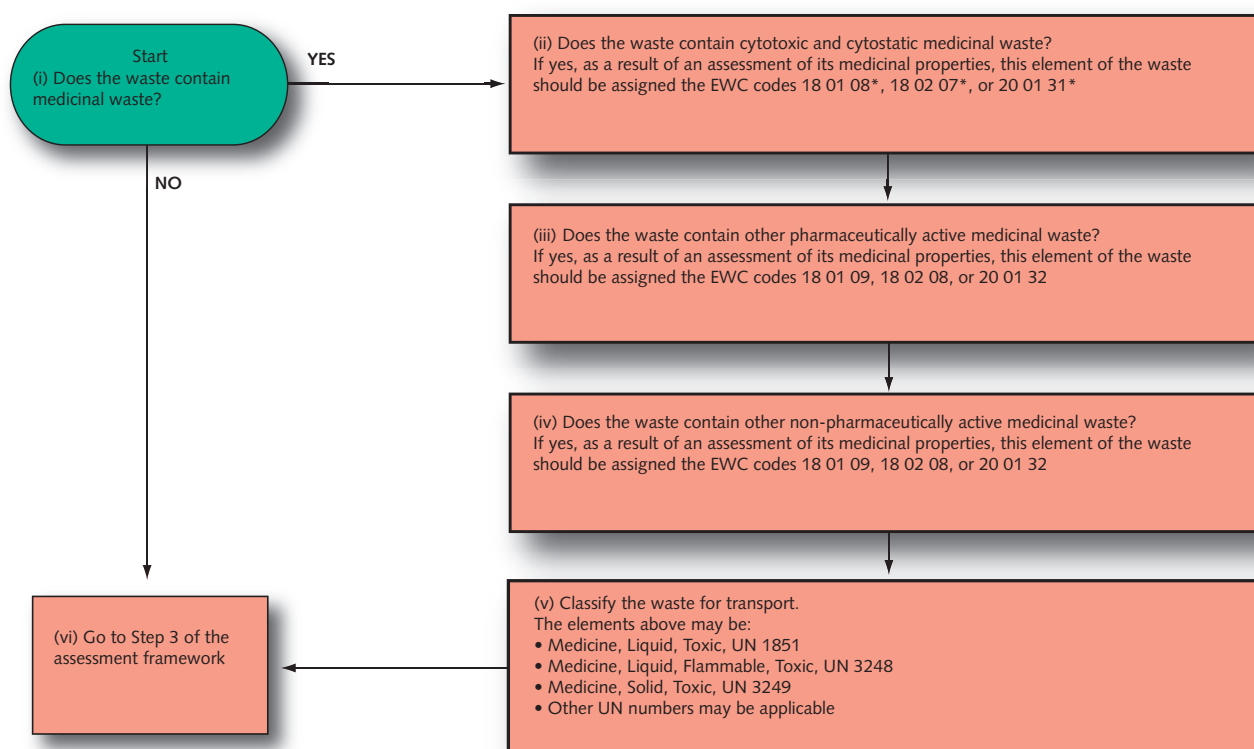 Start
(i) Does the waste contain
medicinal waste?
YES
NO
(ii) Does the waste contain cytotoxic and cytostatic medicinal waste?
If yes, as a result of an assessment of its medicinal properties, this element of the waste
should be assigned the EWC codes 18 01 08*, 18 02 07*, or 20 01 31*
(iii) Does the waste contain other pharmaceutically active medicinal waste?
If yes, as a result of an assessment of its medicinal properties, this element of the waste
should be assigned the EWC codes 18 01 09, 18 02 08, or 20 01 32
(iv) Does the waste contain other non-pharmaceutically active medicinal waste?
If yes, as a result of an assessment of its medicinal properties, this element of the waste
should be assigned the EWC codes 18 01 09, 18 02 08, or 20 01 32
(v) Classify the waste for transport.
The elements above may be:
• Medicine, Liquid, Toxic, UN 1851
• Medicine, Liquid, Flammable, Toxic, UN 3248
• Medicine, Solid, Toxic, UN 3249
• Other UN numbers may be applicable
(vi) Go to Step 3 of the
assessment framework